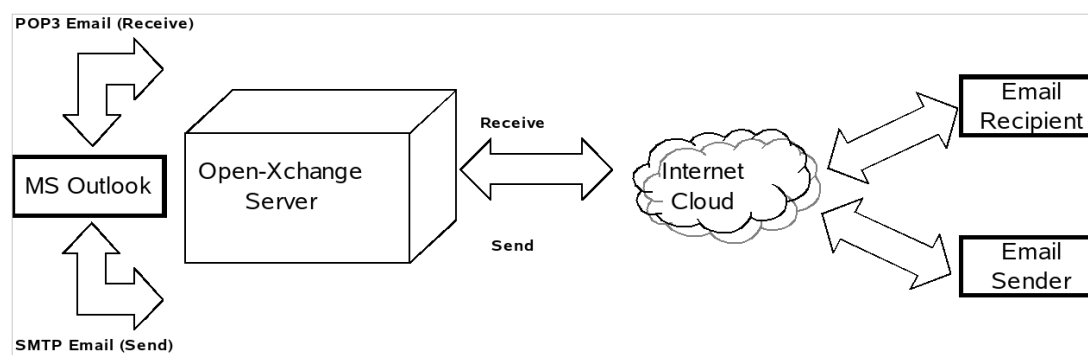 POP3 Email (Receive)
MS Outlook
SMTP Email (Send)
Open-Xchange
Server
Receive
Send
Internet
Cloud
Email
Recipient
Email
Sender